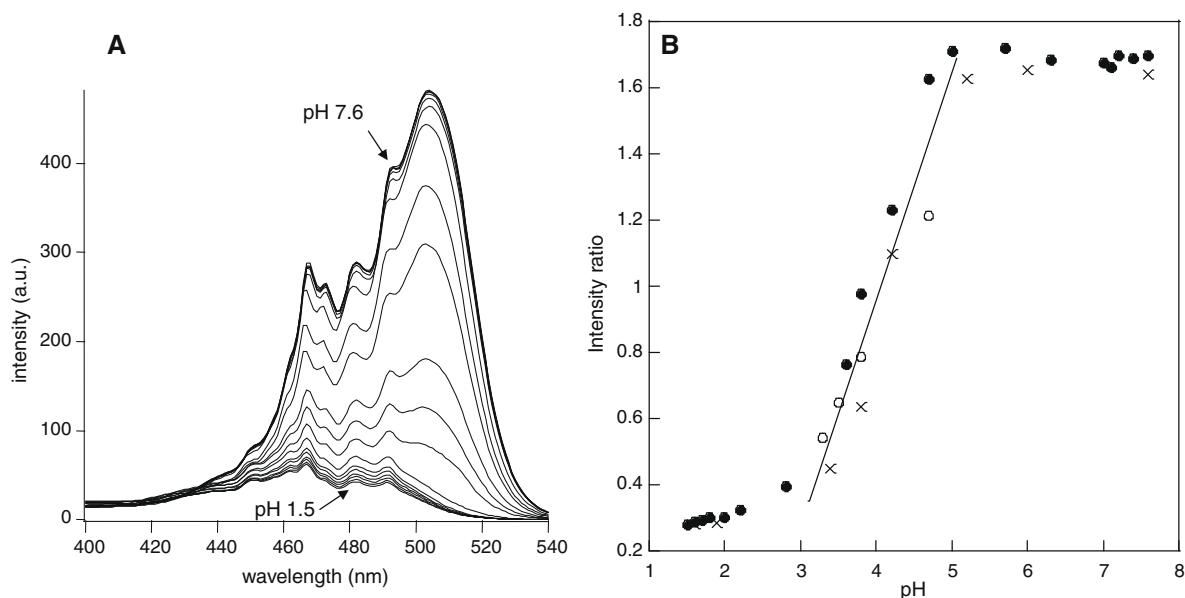 A
pH 7.6
pH 1.5
intensity (a.u.)
400
300
200
100
0
400 420 440 460 480 500 520 540
wavelength (nm)
B
Intensity ratio
1.8
1.6
1.4
1.2
1
0.8
0.6
0.4
0.2
1 2 3 4 5 6 7 8
pH